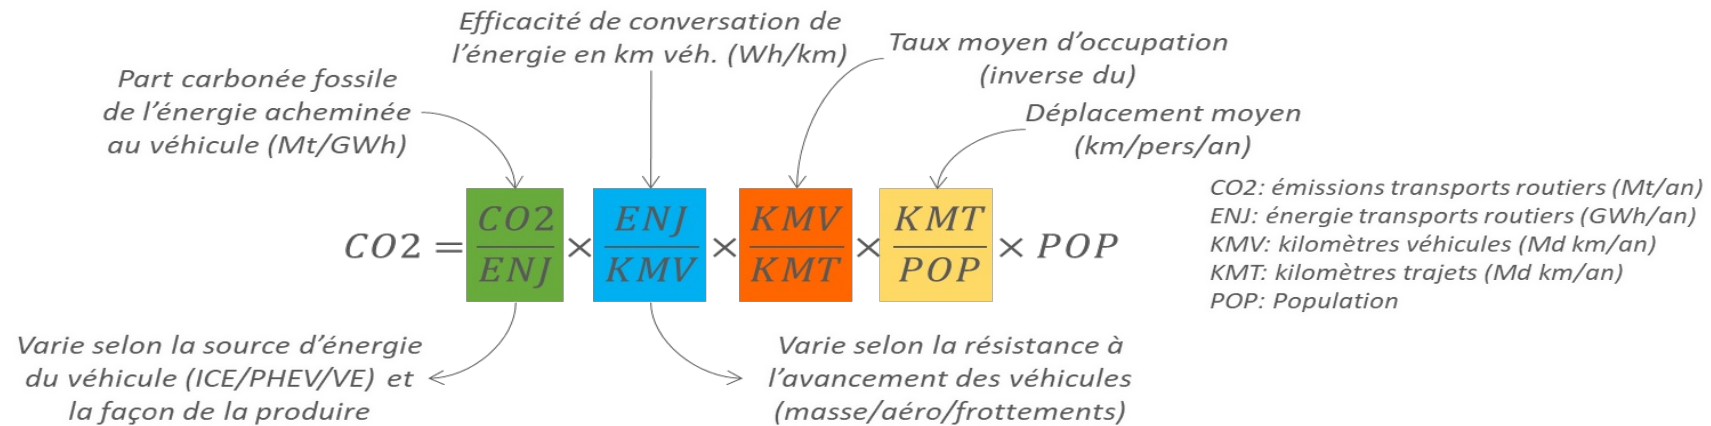 Efficacité de conversation de
l’énergie en km véh. (Wh/km)
Taux moyen d’occupation
(inverse du)
Part carbonée fossile
de l’énergie acheminée
au véhicule (Mt/GWh)
Déplacement moyen
(km/pers/an)
CO2 = CO2/ENJ × ENJ/KMV × KMV/KMT × KMT/POP × POP
CO2: émissions transports routiers (Mt/an)
ENJ: énergie transports routiers (GWh/an)
KMV: kilomètres véhicules (Md km/an)
KMT: kilomètres trajets (Md km/an)
POP: Population
Varie selon la source d’énergie
du véhicule (ICE/PHEV/VE) et
la façon de la produire
Varie selon la résistance à
l’avancement des véhicules
(masse/aéro/frottements)